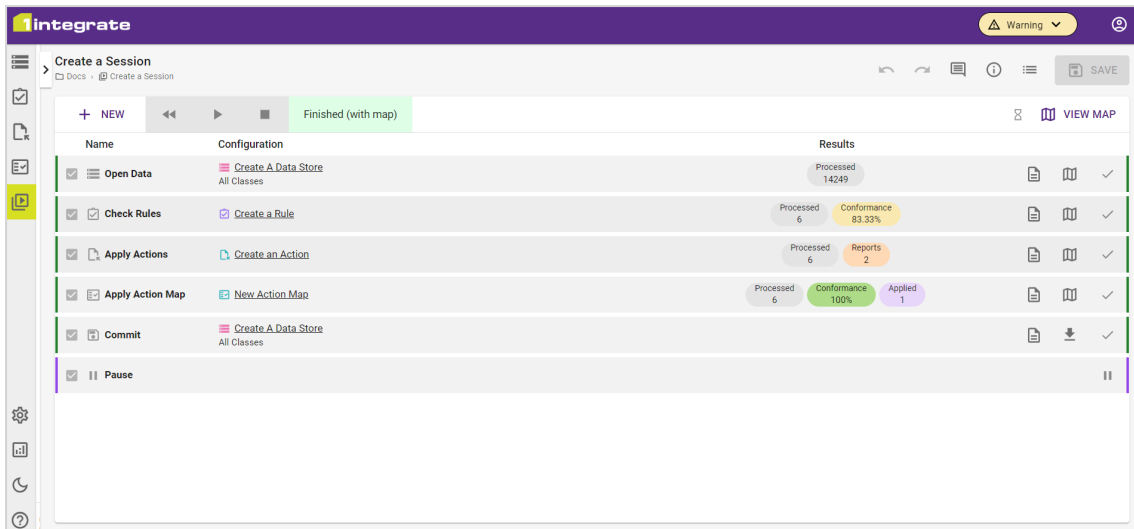 1integrate
Warning
Create a Session
Docs › Create a Session
SAVE
NEW
Finished (with map)
VIEW MAP
Name Configuration Results
Open Data
Create A Data Store
All Classes
Processed
14249
Check Rules
Create a Rule
Processed
6
Conformance
83.33%
Apply Actions
Create an Action
Processed
6
Reports
2
Apply Action Map
New Action Map
Processed
6
Conformance
100%
Applied
1
Commit
Create A Data Store
All Classes
Pause